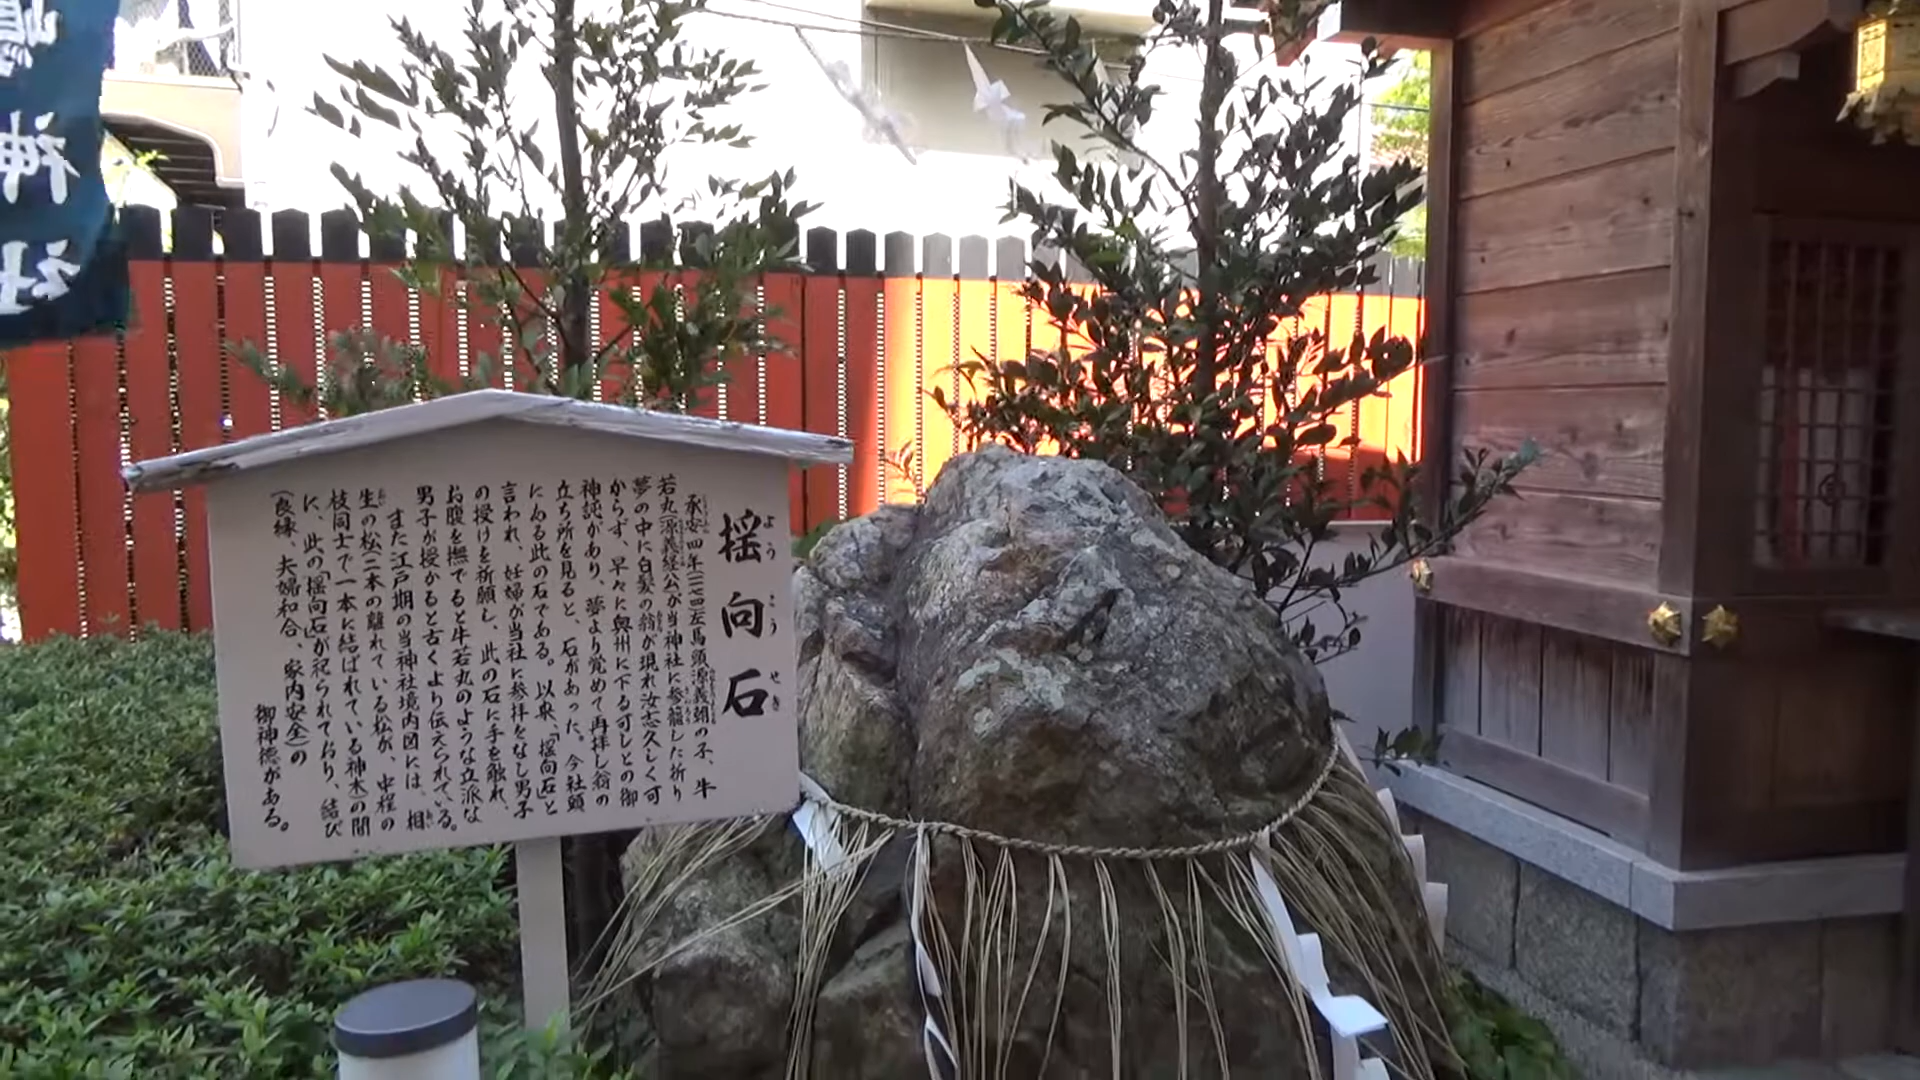 嶋神社
揺向石
よう こう せき
承安四年(一一七四)左馬頭源義朝の子、牛
若丸(源義経公)が当神社に参籠した折り
夢の中に白髪の翁が現れ汝志久しく可
からず、早々に奥州に下る可しとの御
神託があり、夢より覚めて再拝し翁の
立ち所を見ると、石があった。今社頭
にゐる此の石である。以来、「揺向石」と
言われ、妊婦が当社に参拝をなし男子
の授けを祈願し、此の石に手を触れ、
お腹を撫でると牛若丸のような立派な
男子が授かると古くより伝えられている。
また江戸期の当神社境内図には、相
生の松(二本の離れている松が、中程の
枝同士で一本に結ばれている神木)の間
に、此の「揺向石」が祀られており、結び
(良縁、夫婦和合、家内安全)の
御神徳がある。